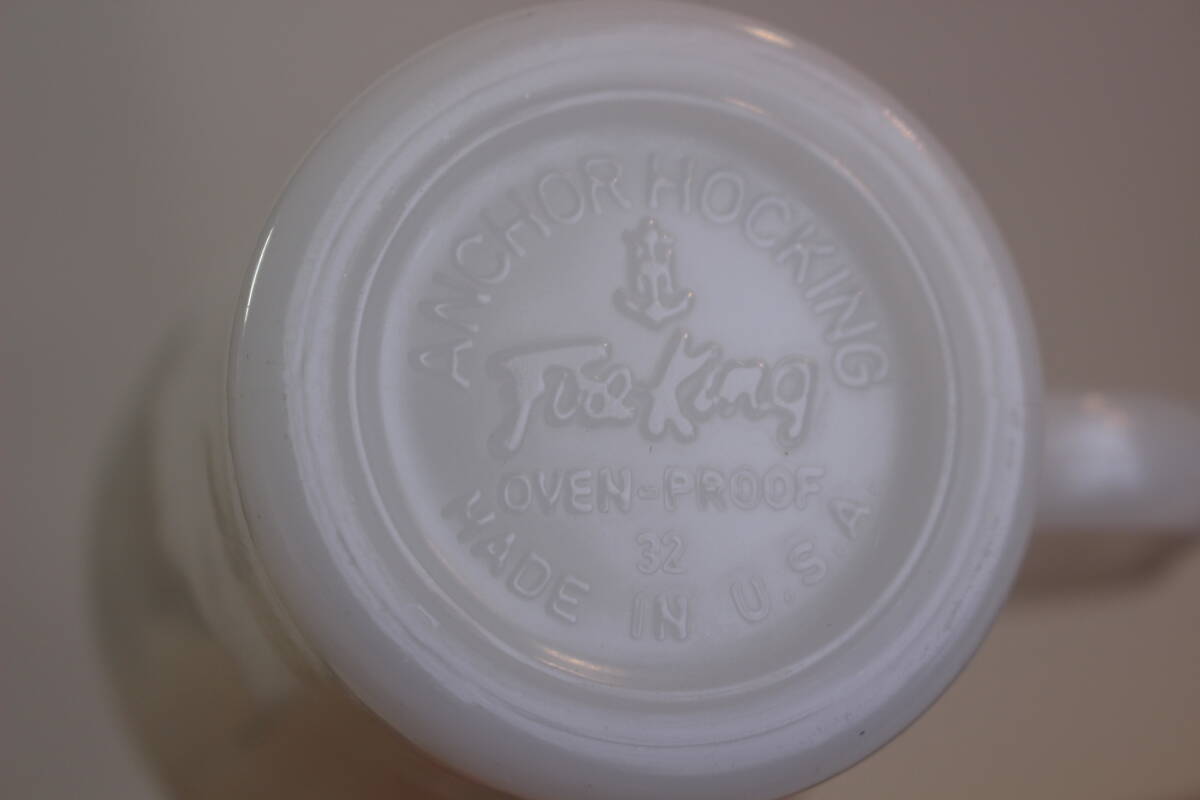 ANCHOR HOCKING
Fire King
OVEN-PROOF
32
MADE IN U.S.A.